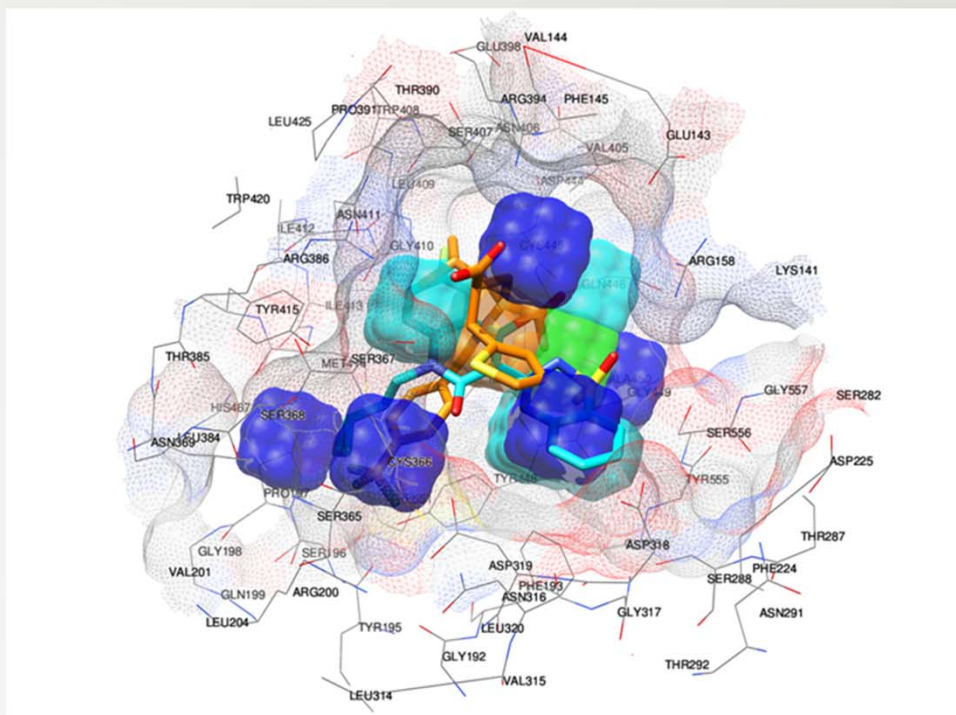 VAL144
GLU398
THR390
ARG394
PHE145
PRO391
TRP408
LEU425
SER407
ASN406
GLU143
VAL405
LEU409
ASP444
TRP420
ASN411
ILE412
GLY410
ARG386
ARG158
LYS141
GLN446
ILE413
TYR415
SER367
THR385
GLY557
SER282
HIS487
SER368
LEU384
ASN369
SER556
CYS366
ASP225
TYR555
SER365
THR287
GLY198
SER196
ASP318
VAL201
ASP319
PHE224
SER288
GLN199
ARG200
PHE193
ASN316
GLY317
ASN291
LEU204
TYR195
LEU320
GLY192
THR292
VAL315
LEU314